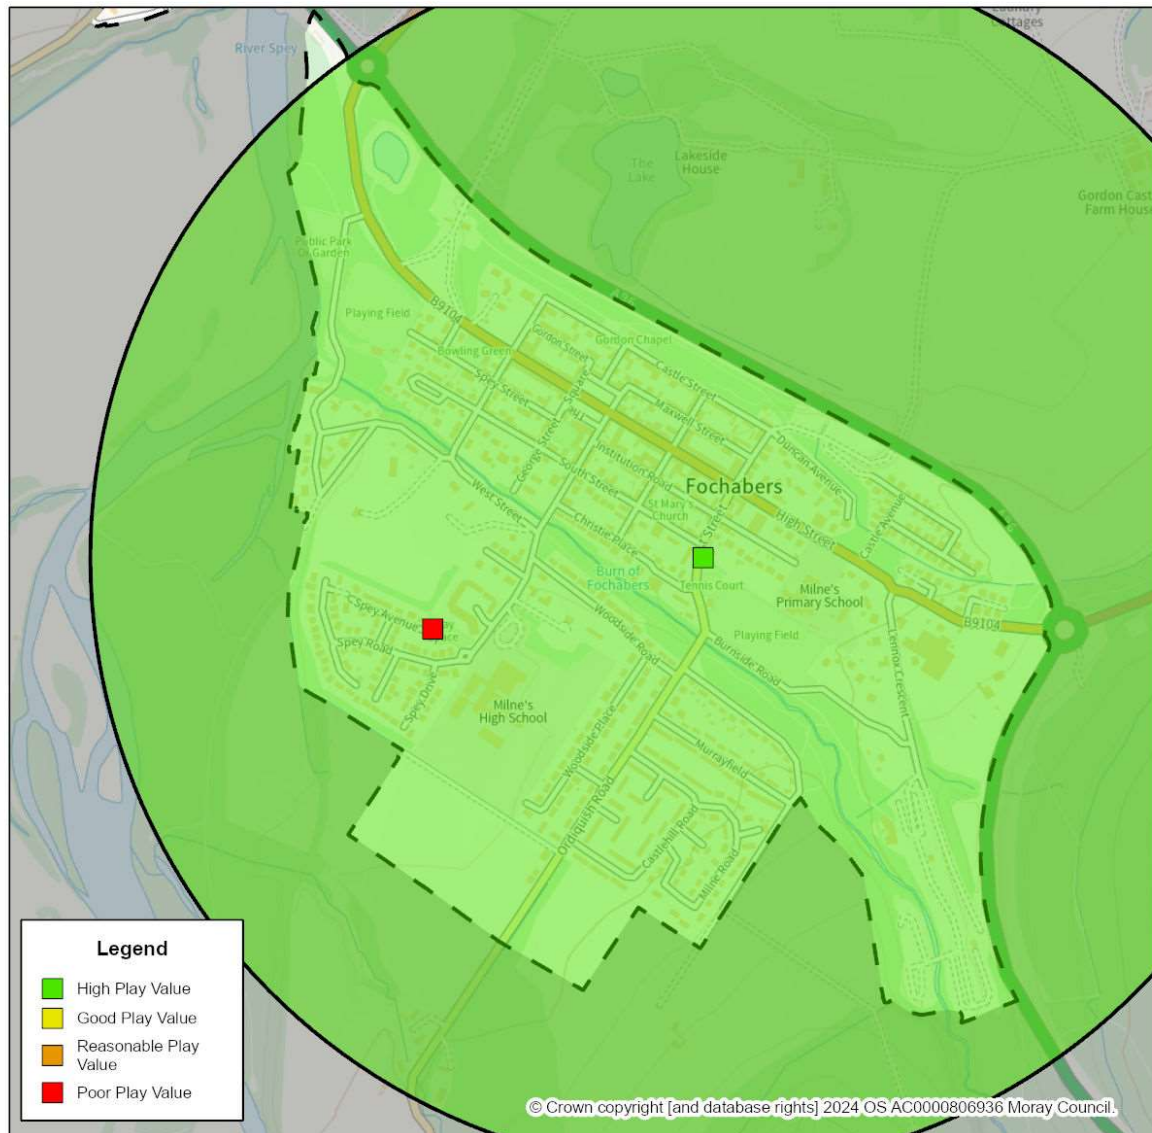 Laundry
Cottages
River Spey
The
Lake
Lakeside
House
Gordon Cast
Farm House
Public Park
Or Garden
Playing Field
B9104
Bowling Green
Gordon Street
Gordon Chapel
Castle Street
Spey Street
The Square
Maxwell Street
George Street
South Street
Institution Road
Duncan Avenue
Fochabers
St Mary's
Church
Street
High Street
Castle Avenue
West Street
Christie Place
Burn of
Fochabers
Tennis Court
Milne's
Primary School
B9104
Playing Field
Spey Avenue
Spey Road
Woodside Road
Burnside Road
Lennox Crescent
Spey Drive
Milne's
High School
Woodside Place
Murrayfield
Ordiquish Road
Castlehill Road
Milne Road
Legend
High Play Value
Good Play Value
Reasonable Play
Value
Poor Play Value
© Crown copyright [and database rights] 2024 OS AC0000806936 Moray Council.